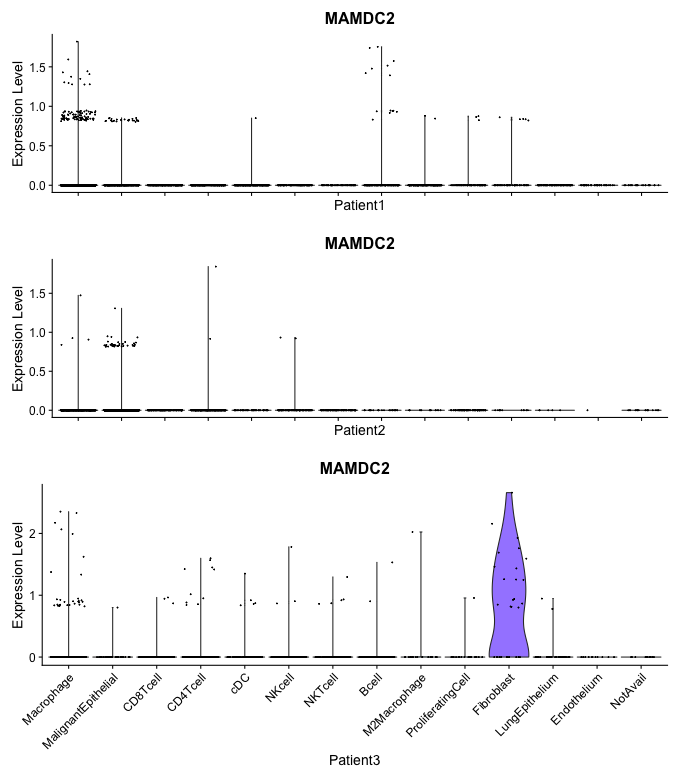 MAMDC2
Expression Level
1.5
1.0
0.5
0.0
Patient1
MAMDC2
Expression Level
1.5
1.0
0.5
0.0
Patient2
MAMDC2
Expression Level
2
1
0
Macrophage
MalignantEpithelial
CD8Tcell
CD4Tcell
cDC
NKcell
NKTcell
Bcell
M2Macrophage
ProliferatingCell
Fibroblast
LungEpithelium
Endothelium
NotAvail
Patient3